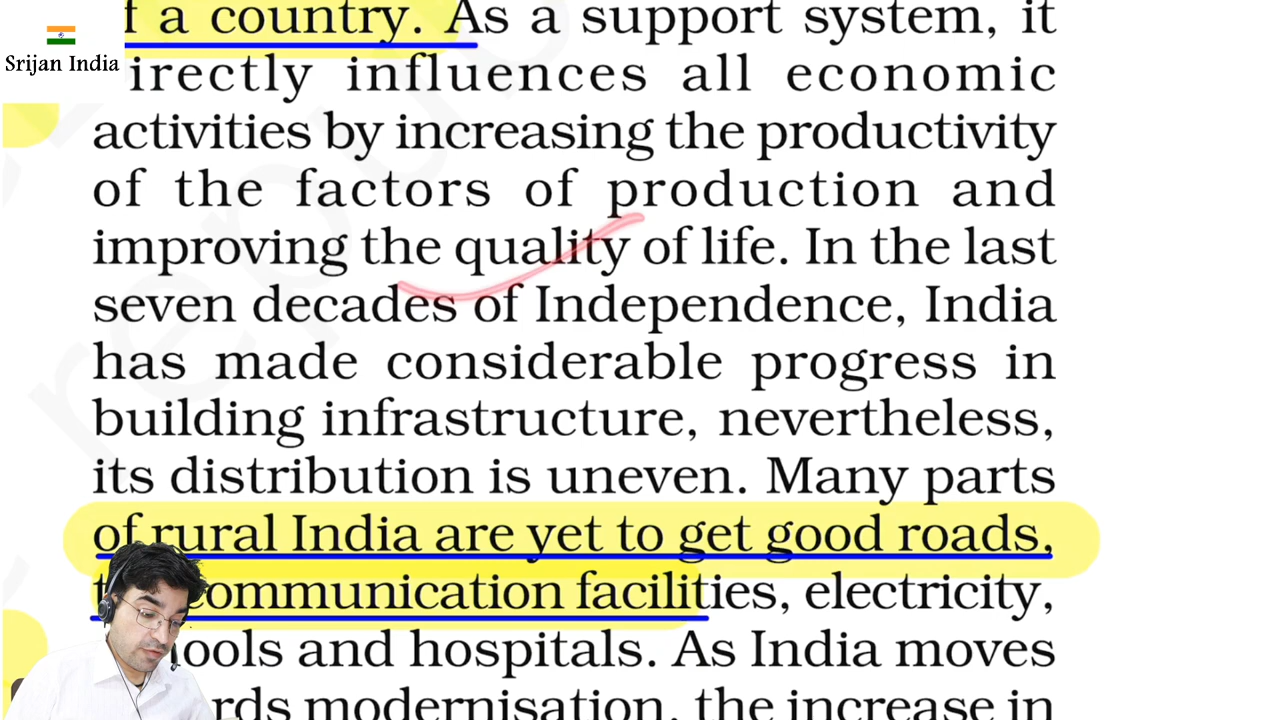 f a country. As a support system, it
Srijan India
irectly influences all economic
activities by increasing the productivity
of the factors of production and
improving the quality of life. In the last
seven decades of Independence, India
has made considerable progress in
building infrastructure, nevertheless,
its distribution is uneven. Many parts
of rural India are yet to get good roads,
communication facilities, electricity,
ools and hospitals. As India moves
rds modernisation, the increase in